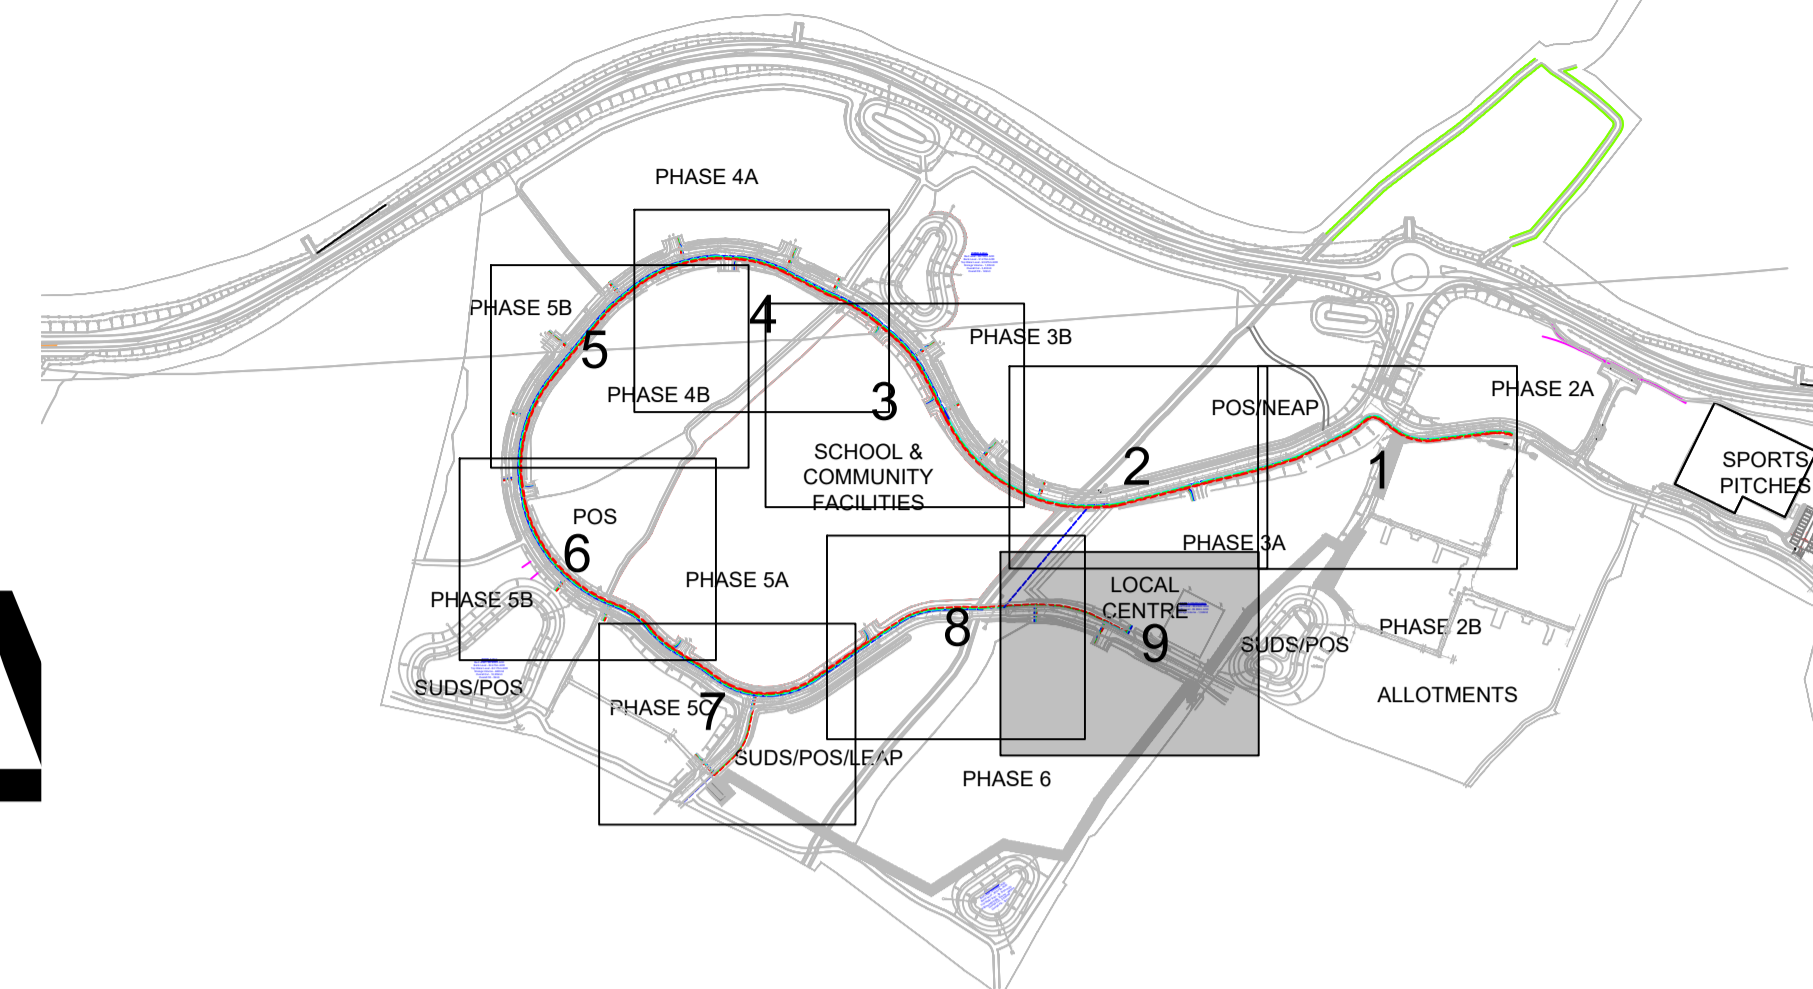 PHASE 4A
PHASE 5B
4
PHASE 3B
5
PHASE 4B
3
PHASE 2A
POS/NEAP
SCHOOL &
COMMUNITY
FACILITIES
2
1
SPORTS
PITCHES
POS
6
PHASE 3A
PHASE 5A
LOCAL
CENTRE
PHASE 5B
8
9
PHASE 2B
SUDS/POS
SUDS/POS
ALLOTMENTS
PHASE 5C
7
SUDS/POS/LEAP
PHASE 6